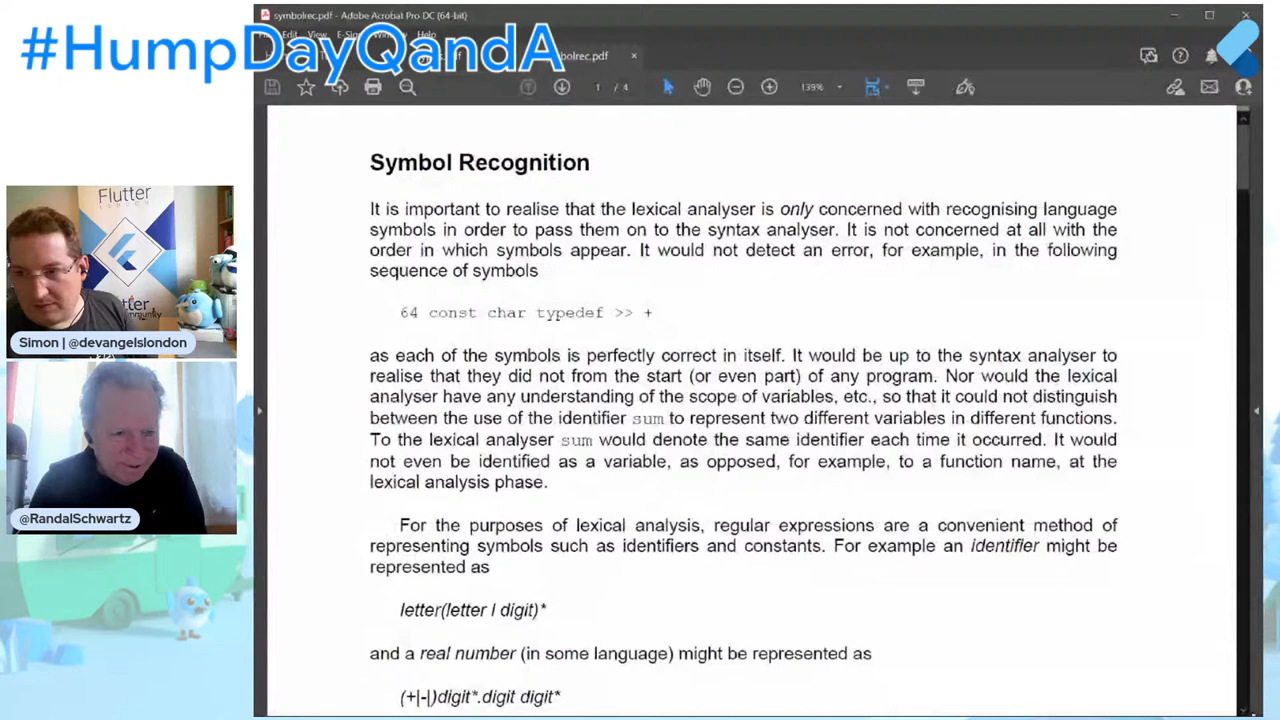 symbolrec.pdf - Adobe Acrobat Pro DC (64-bit)
Edit View E-Sign Window Help
#HumpDayQandA
bolrec.pdf ×
1 / 4
139%
Symbol Recognition
It is important to realise that the lexical analyser is only concerned with recognising language
symbols in order to pass them on to the syntax analyser. It is not concerned at all with the
order in which symbols appear. It would not detect an error, for example, in the following
sequence of symbols
64 const char typedef >> +
as each of the symbols is perfectly correct in itself. It would be up to the syntax analyser to
realise that they did not from the start (or even part) of any program. Nor would the lexical
analyser have any understanding of the scope of variables, etc., so that it could not distinguish
between the use of the identifier sum to represent two different variables in different functions.
To the lexical analyser sum would denote the same identifier each time it occurred. It would
not even be identified as a variable, as opposed, for example, to a function name, at the
lexical analysis phase.
For the purposes of lexical analysis, regular expressions are a convenient method of
representing symbols such as identifiers and constants. For example an identifier might be
represented as
letter(letter | digit)*
and a real number (in some language) might be represented as
(+|-|)digit*.digit digit*
Flutter
LONDON
Simon | @devangelslondon
@RandalSchwartz